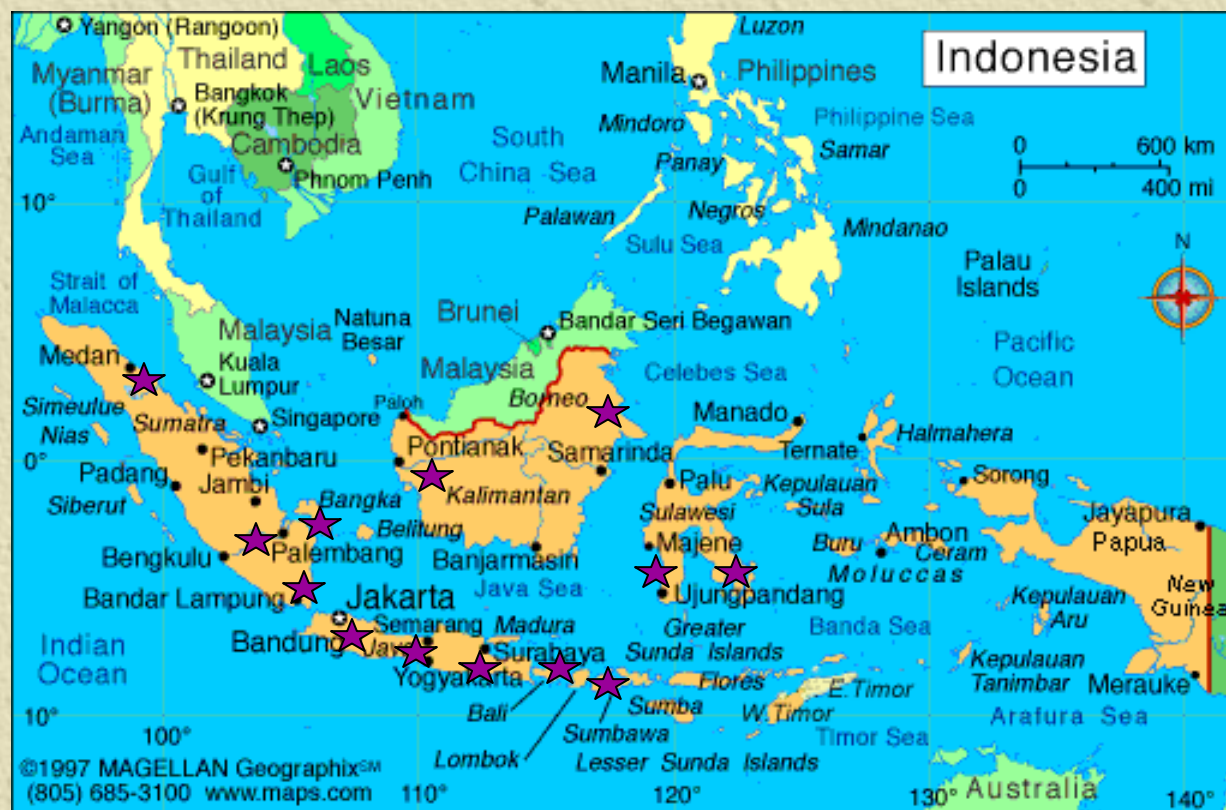 Yangon (Rangoon)
Luzon
Indonesia
Thailand
Laos
Myanmar
(Burma)
Manila
Philippines
Bangkok
(Krung Thep)
Vietnam
Andaman
Sea
Mindoro
Philippine Sea
Cambodia
South
China Sea
Samar
0 600 km
0 400 mi
Gulf
of
Thailand
Phnom Penh
Panay
10°
Palawan
Negros
Mindanao
Sulu Sea
N
Strait of
Malacca
Palau
Islands
Malaysia
Natuna
Besar
Brunei
Bandar Seri Begawan
Medan
Kuala
Lumpur
Malaysia
Celebes Sea
Pacific
Ocean
Simeulue
Nias
Sumatra
Singapore
Paloh
Borneo
Manado
Halmahera
Ternate
0°
Pekanbaru
Pontianak
Samarinda
Padang
Jambi
Siberut
Bangka
Kalimantan
Palu
Kepulauan
Sula
Sorong
Belitung
Sulawesi
Jayapura
Papua
Bengkulu
Palembang
Banjarmasin
Majene
Buru
Ambon
Ceram
Moluccas
Java Sea
New
Guinea
Bandar Lampung
Jakarta
Ujungpandang
Kepulauan
Aru
Indian
Ocean
Bandung
Semarang
Java
Madura
Greater
Sunda Islands
Banda Sea
Yogyakarta
Surabaya
Flores
Kepulauan
Tanimbar
E.Timor
Merauke
Bali
Sumba
W.Timor
10°
Lombok
Sumbawa
Lesser Sunda Islands
Timor Sea
Arafura Sea
100°
110°
120°
130°
140°
Australia
©1997 MAGELLAN Geographix℠
(805) 685-3100 www.maps.com